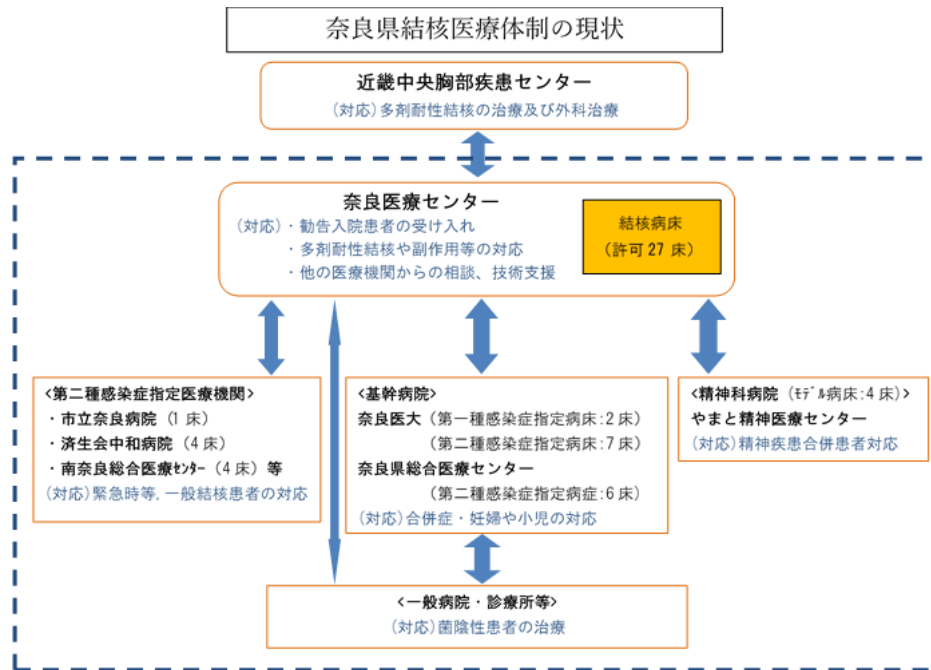 奈良県結核医療体制の現状
近畿中央胸部疾患センター
(対応)多剤耐性結核の治療及び外科治療
奈良医療センター
(対応)・勧告入院患者の受け入れ
・多剤耐性結核や副作用等の対応
・他の医療機関からの相談、技術支援
結核病床
(許可27 床)
<第二種感染症指定医療機関>
・市立奈良病院(1 床)
・済生会中和病院(4 床)
・南奈良総合医療ｾﾝﾀｰ(4 床)等
(対応)緊急時等,一般結核患者の対応
<基幹病院>
奈良医大(第一種感染症指定病床:2床)
(第二種感染症指定病床:7床)
奈良県総合医療センター
(第二種感染症指定病症:6床)
(対応)合併症・妊婦や小児の対応
<精神科病院(ﾓﾃﾞﾙ病床:4床)>
やまと精神医療センター
(対応)精神疾患合併患者対応
<一般病院・診療所等>
(対応)菌陰性患者の治療